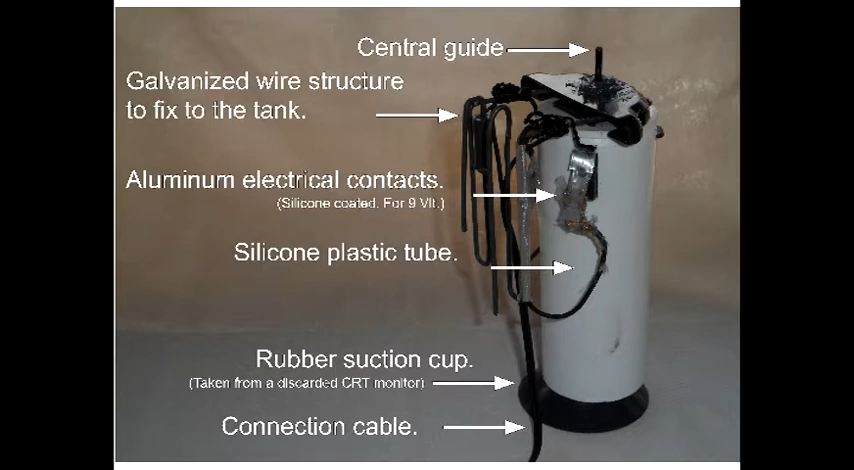 Central guide
Galvanized wire structure
to fix to the tank.
Aluminum electrical contacts.
(Silicone coated. For 9 Vlt.)
Silicone plastic tube.
Rubber suction cup.
(Taken from a discarded CRT monitor)
Connection cable.